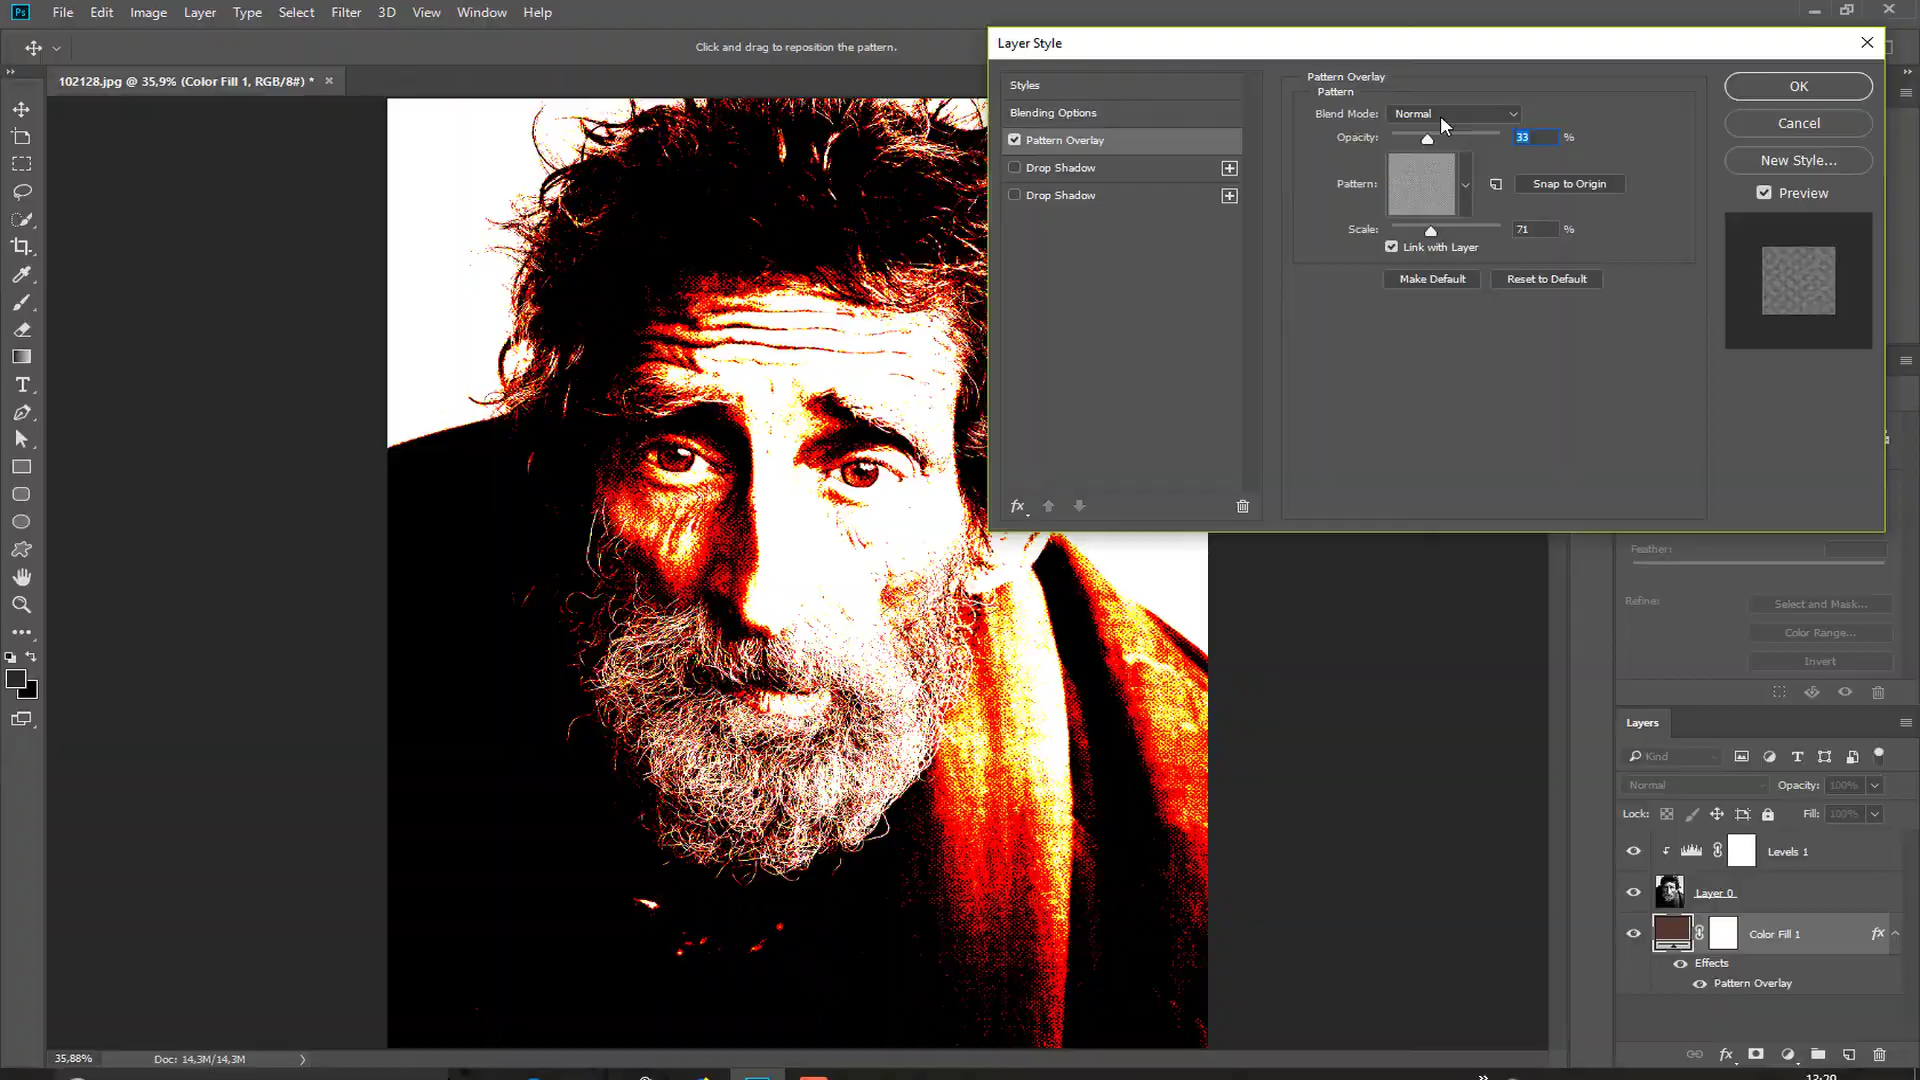 Ps File Edit Image Layer Type Select Filter 3D View Window Help
Click and drag to reposition the pattern.
102128.jpg @ 35,9% (Color Fill 1, RGB/8#) *
Layer Style
Styles
Blending Options
Pattern Overlay
Drop Shadow
Drop Shadow
fx
Pattern Overlay
Pattern
Blend Mode: Normal
Opacity: 33 %
Pattern: Snap to Origin
Scale: 71 %
Link with Layer
Make Default Reset to Default
OK
Cancel
New Style...
Preview
Feather:
Refine: Select and Mask...
Color Range...
Invert
Layers
Kind
Normal Opacity: 100%
Lock: Fill: 100%
Levels 1
Layer 0
Color Fill 1 fx
Effects
Pattern Overlay
fx
35,88% Doc: 14,3M/14,3M